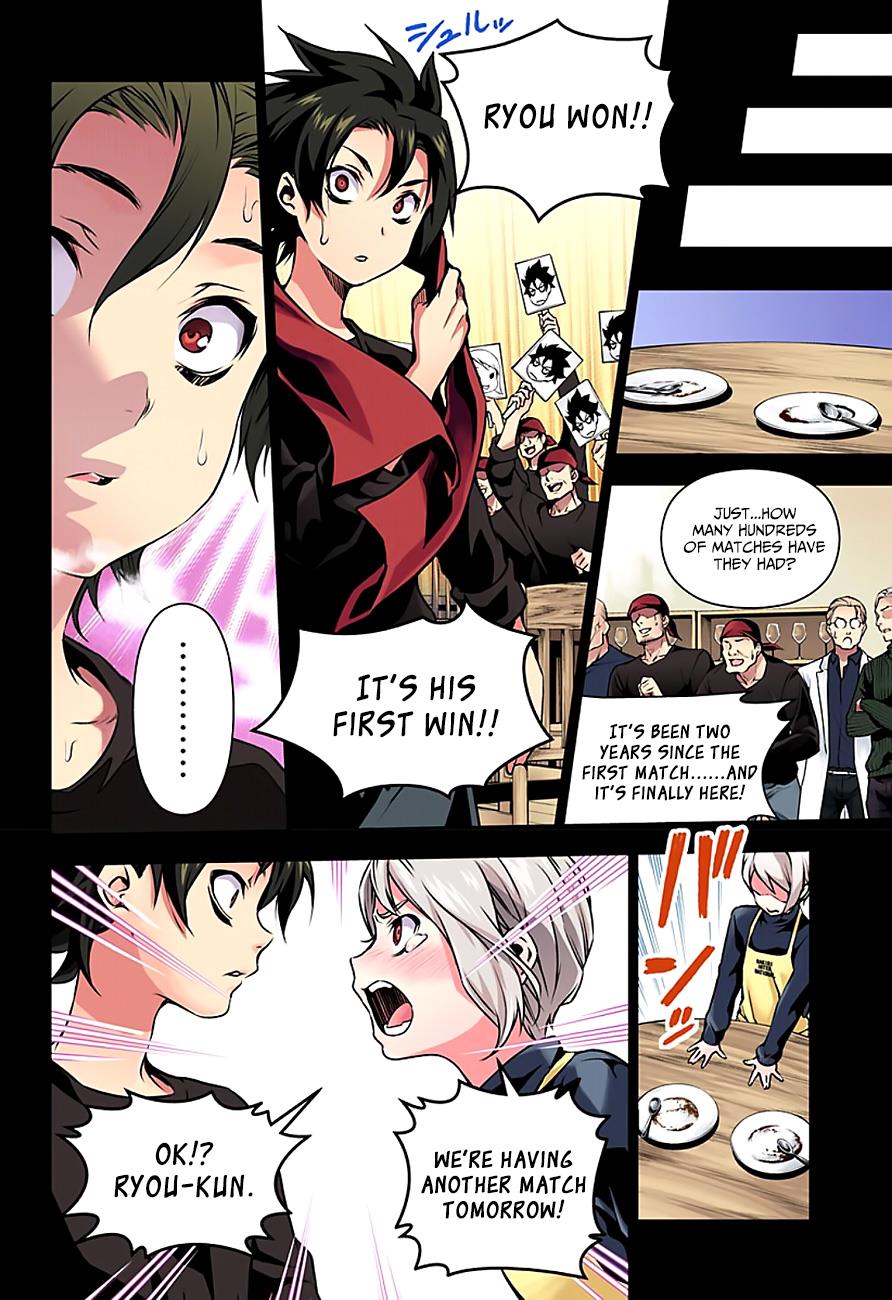 JUST...HOW
MANY HUNDREDS
OF MATCHES HAVE
THEY HAD?
IT'S BEEN TWO
YEARS SINCE THE
FIRST MATCH......AND
IT'S FINALLY HERE!
シュルッ
RYOU WON!!
IT'S HIS
FIRST WIN!!
.........
バンッ
WE'RE HAVING
ANOTHER MATCH
TOMORROW!
OK!?
RYOU-KUN.